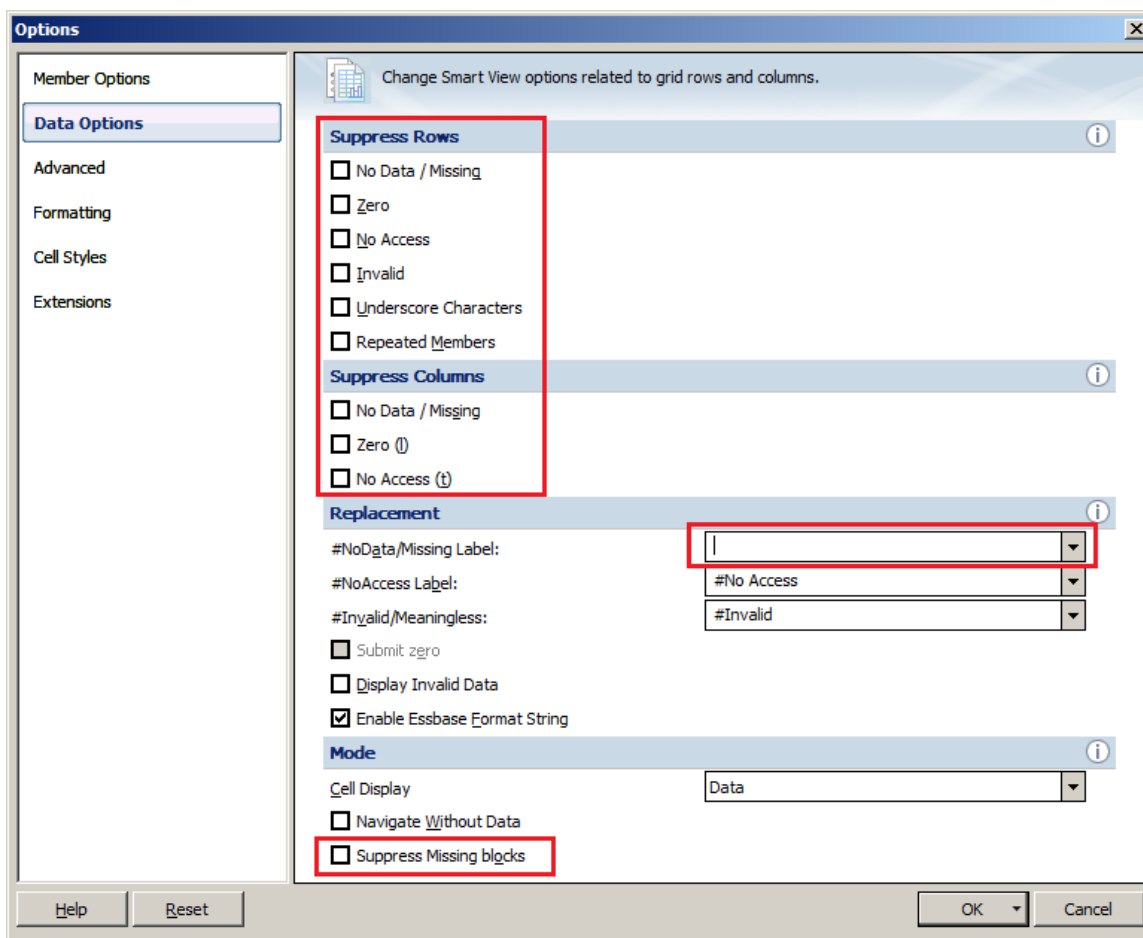 Options
Member Options
Data Options
Advanced
Formatting
Cell Styles
Extensions
Change Smart View options related to grid rows and columns.
Suppress Rows
No Data / Missing
Zero
No Access
Invalid
Underscore Characters
Repeated Members
Suppress Columns
No Data / Missing
Zero (l)
No Access (t)
Replacement
#NoData/Missing Label:
#NoAccess Label: #No Access
#Invalid/Meaningless: #Invalid
Submit zero
Display Invalid Data
Enable Essbase Format String
Mode
Cell Display Data
Navigate Without Data
Suppress Missing blocks
Help Reset OK Cancel